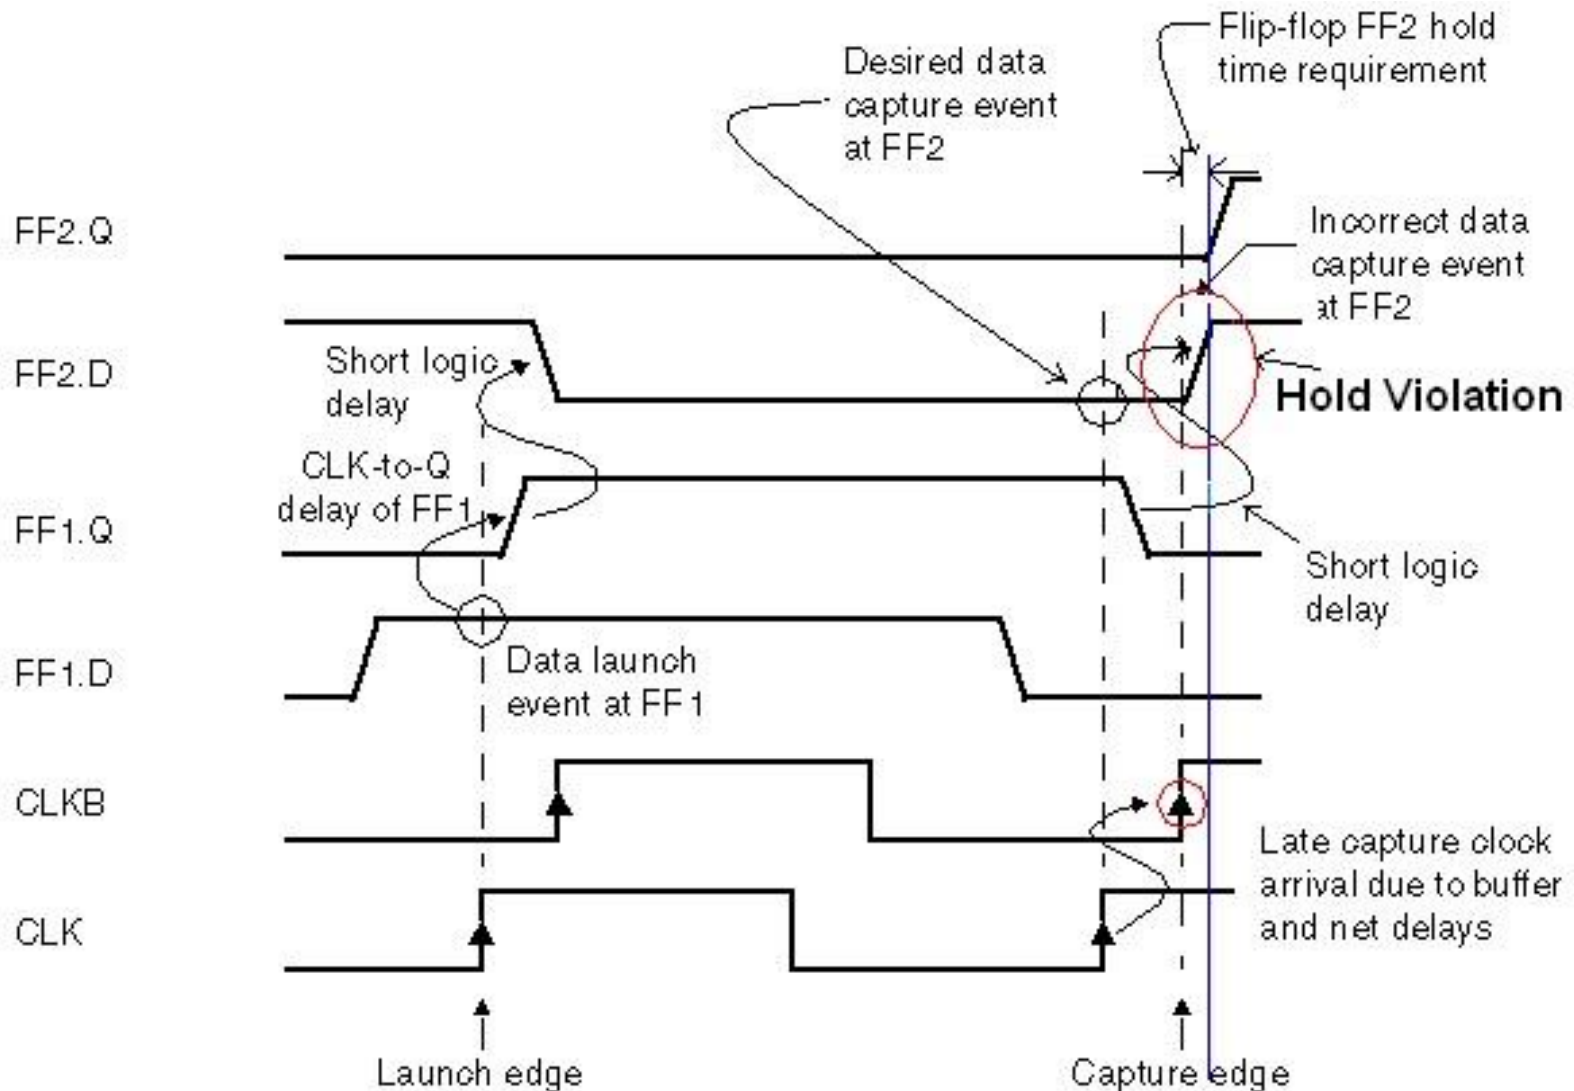 Flip-flop FF2 hold
time requirement
Desired data
capture event
at FF2
FF2.Q
Incorrect data
capture event
at FF2
FF2.D
Short logic
delay
Hold Violation
CLK-to-Q
delay of FF1
FF1.Q
Short logic
delay
FF1.D
Data launch
event at FF1
CLKB
Late capture clock
arrival due to buffer
and net delays
CLK
Launch edge
Capture edge